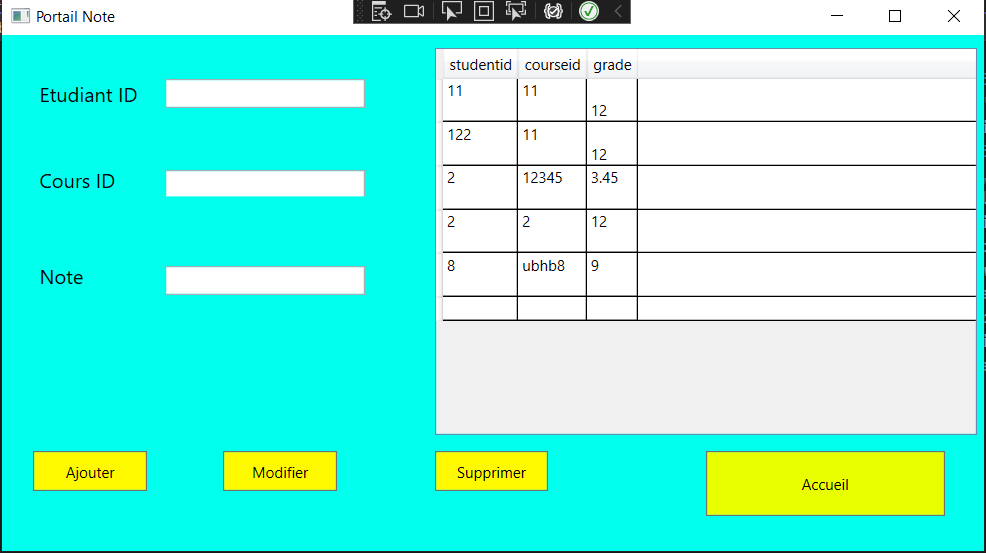 Portail Note
Etudiant ID
Cours ID
Note
studentid courseid grade
11 11 12
122 11 12
2 12345 3.45
2 2 12
8 ubhb8 9
Ajouter Modifier Supprimer Accueil